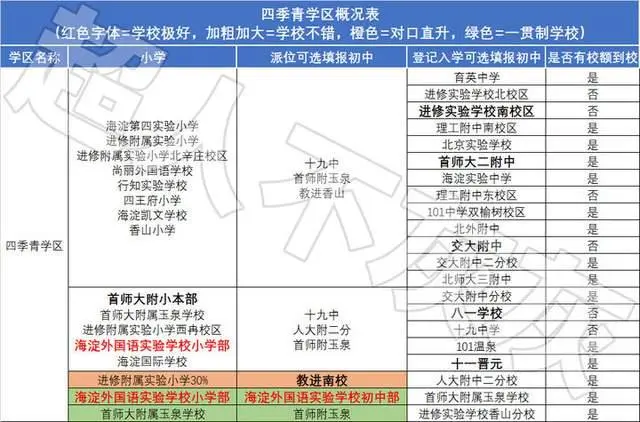 四季青学区概况表
(红色字体=学校极好，加粗加大=学校不错，橙色=对口直升，绿色=一贯制学校)
学区名称 小学 派位可选填报初中 登记入学可选填报初中 是否有校额到校
四季青学区
海淀第四实验小学
进修附属实验小学
进修附属实验小学北辛庄校区
尚丽外国语学校
行知实验学校
四王府小学
海淀凯文学校
香山小学
十九中
首师附玉泉
教进香山
首师大附小本部
首师大附属玉泉学校
进修附属实验小学西冉校区
海淀外国语实验学校小学部
海淀国际学校
十九中
人大附二分
首师附玉泉
进修附属实验小学30% 教进南校
海淀外国语实验学校小学部 海淀外国语实验学校初中部
首师大附属玉泉学校 首师附玉泉
育英中学 是
进修实验学校北校区 否
进修实验学校南校区 否
理工附中南校区 是
北京实验学校 是
首师大二附中 是
海淀实验中学 是
理工附中东校区 否
101中学双榆树校区 是
北外附中 是
交大附中 否
交大附中二分校 是
北师大三附中 是
交大附中分校 是
八一学校 否
十九中学 否
101温泉 是
十一晋元 是
人大附中二分校 是
首师大附属玉泉学校 是
进修实验学校香山分校 是